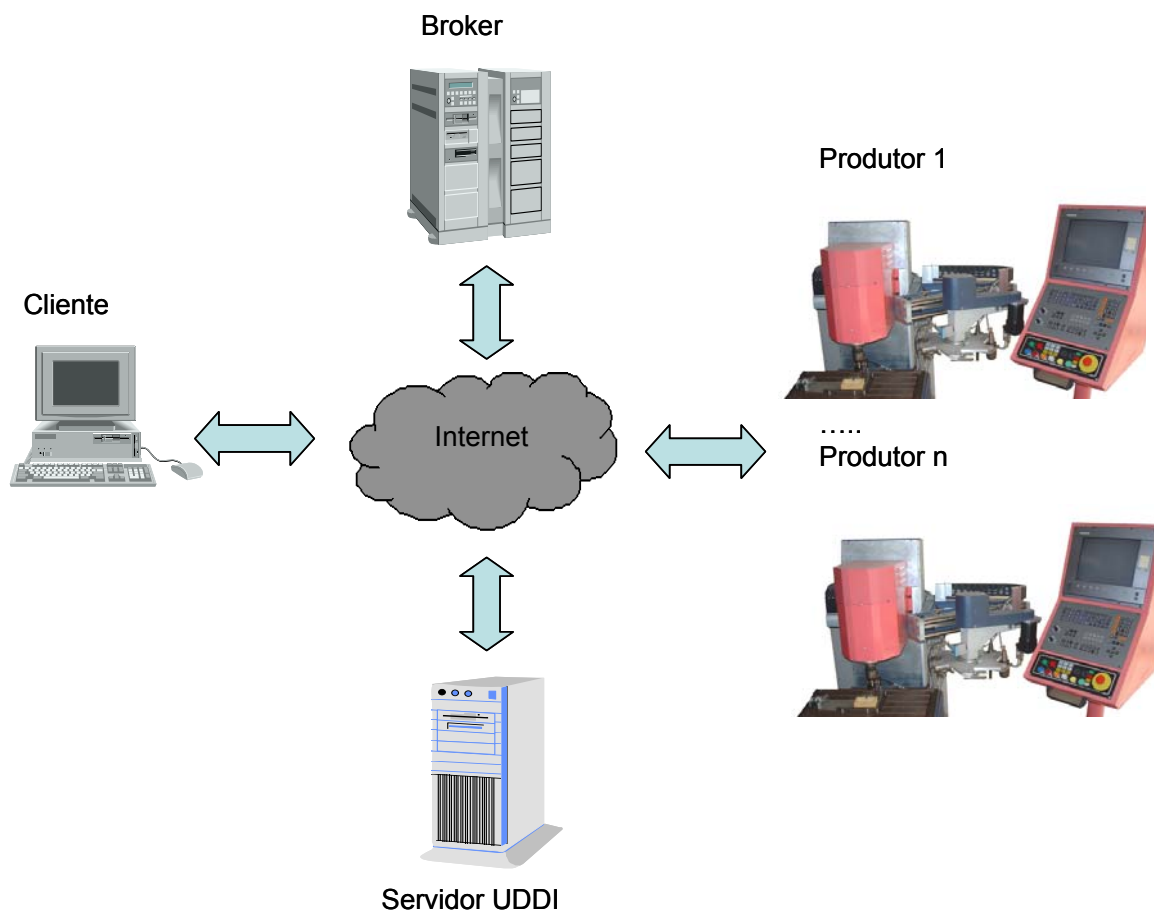 Broker
Produtor 1
Cliente
Internet
.....
Produtor n
Servidor UDDI